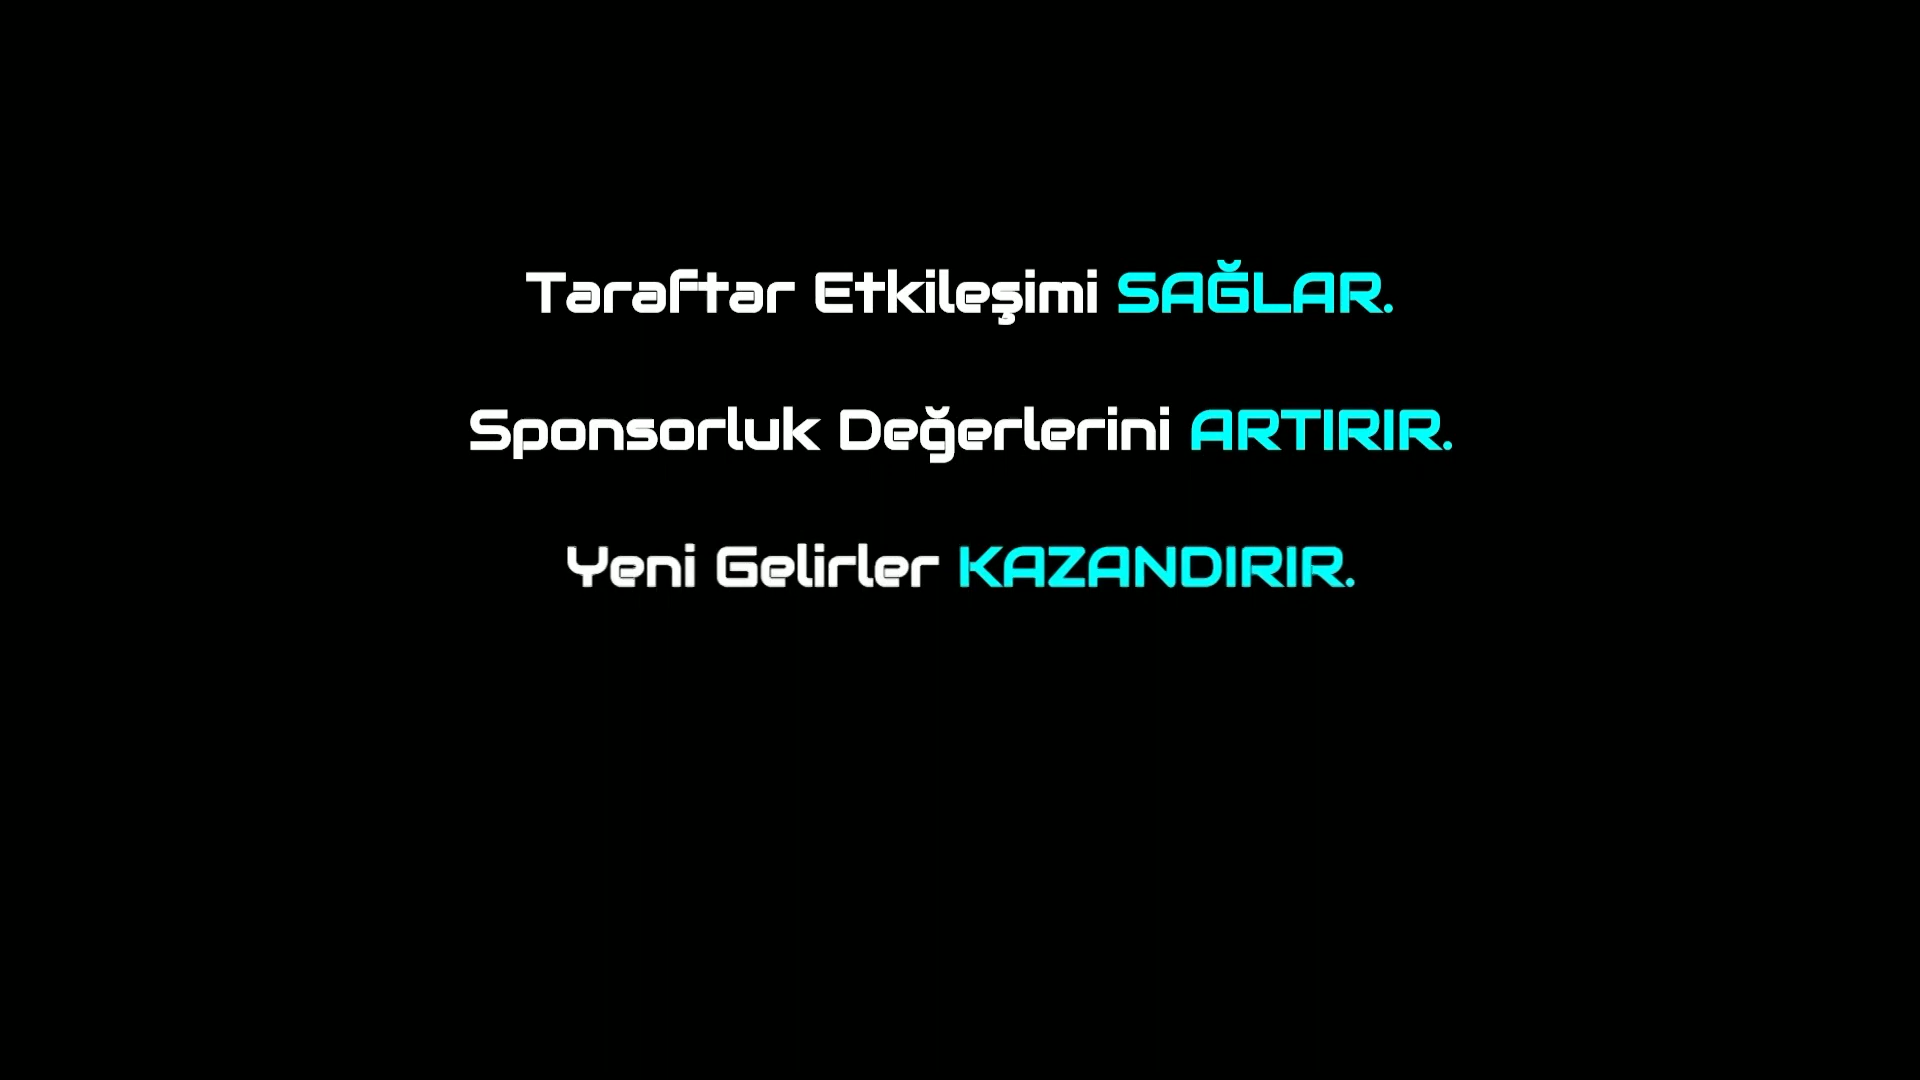 Taraftar Etkileşimi SAĞLAR.
Sponsorluk Değerlerini ARTIRIR.
Yeni Gelirler KAZANDIRIR.